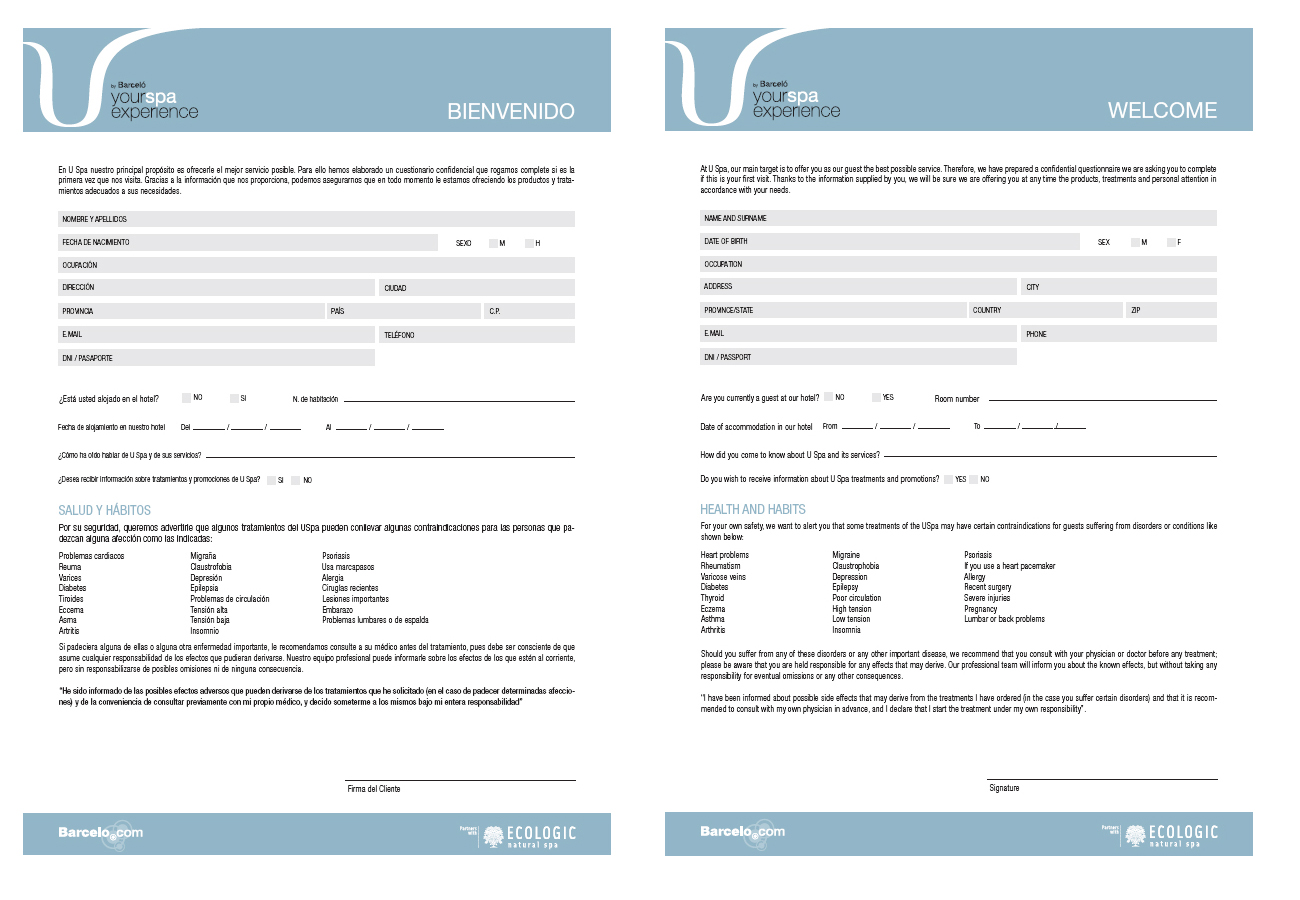 by Barceló
yourspa
experience
BIENVENIDO
En U Spa nuestro principal propósito es ofrecerle el mejor servicio posible. Para ello hemos elaborado un cuestionario confidencial que rogamos complete si es la
primera vez que nos visita. Gracias a la información que nos proporciona, podemos asegurarnos que en todo momento le estamos ofreciendo los productos y trata-
mientos adecuados a sus necesidades.
NOMBRE Y APELLIDOS
FECHA DE NACIMIENTO SEXO M H
OCUPACIÓN
DIRECCIÓN CIUDAD
PROVINCIA PAÍS C.P.
E.MAIL TELÉFONO
DNI / PASAPORTE
¿Está usted alojado en el hotel? NO SI N. de habitación
Fecha de alojamiento en nuestro hotel Del / / Al / /
¿Cómo ha oído hablar de U Spa y de sus servicios?
¿Desea recibir información sobre tratamientos y promociones de U Spa? SI NO
SALUD Y HÁBITOS
Por su seguridad, queremos advertirle que algunos tratamientos del USpa pueden conllevar algunas contraindicaciones para las personas que pa-
dezcan alguna afección como las indicadas:
Problemas cardiacos Migraña Psoriasis
Reuma Claustrofobia Usa marcapasos
Varices Depresión Alergia
Diabetes Epilepsia Cirugías recientes
Tiroides Problemas de circulación Lesiones importantes
Eccema Tensión alta Embarazo
Asma Tensión baja Problemas lumbares o de espalda
Artritis Insomnio
Si padeciera alguna de ellas o alguna otra enfermedad importante, le recomendamos consulte a su médico antes del tratamiento, pues debe ser consciente de que
asume cualquier responsabilidad de los efectos que pudieran derivarse. Nuestro equipo profesional puede informarle sobre los efectos de los que estén al corriente,
pero sin responsabilizarse de posibles omisiones ni de ninguna consecuencia.
"He sido informado de las posibles efectos adversos que pueden derivarse de los tratamientos que he solicitado (en el caso de padecer determinadas afeccio-
nes) y de la conveniencia de consultar previamente con mi propio médico, y decido someterme a los mismos bajo mi entera responsabilidad"
Firma del Cliente
Barcelo.com
Partners
with
ECOLOGIC
natural spa
by Barceló
yourspa
experience
WELCOME
At U Spa, our main target is to offer you as our guest the best possible service. Therefore, we have prepared a confidential questionnaire we are asking you to complete
if this is your first visit. Thanks to the information supplied by you, we will be sure we are offering you at any time the products, treatments and personal attention in
accordance with your needs.
NAME AND SURNAME
DATE OF BIRTH SEX M F
OCCUPATION
ADDRESS CITY
PROVINCE/STATE COUNTRY ZIP
E.MAIL PHONE
DNI / PASSPORT
Are you currently a guest at our hotel? NO YES Room number
Date of accommodation in our hotel From / / To / /
How did you come to know about U Spa and its services?
Do you wish to receive information about U Spa treatments and promotions? YES NO
HEALTH AND HABITS
For your own safety, we want to alert you that some treatments of the USpa may have certain contraindications for guests suffering from disorders or conditions like
shown below:
Heart problems Migraine Psoriasis
Rheumatism Claustrophobia If you use a heart pacemaker
Varicose veins Depression Allergy
Diabetes Epilepsy Recent surgery
Thyroid Poor circulation Severe injuries
Eczema High tension Pregnancy
Asthma Low tension Lumbar or back problems
Arthritis Insomnia
Should you suffer from any of these disorders or any other important disease, we recommend that you consult with your physician or doctor before any treatment;
please be aware that you are held responsible for any effects that may derive. Our professional team will inform you about the known effects, but without taking any
responsibility for eventual omissions or any other consequences.
"I have been informed about possible side effects that may derive from the treatments I have ordered (in the case you suffer certain disorders) and that it is recom-
mended to consult with my own physician in advance, and I declare that I start the treatment under my own responsibility".
Signature
Barcelo.com
Partners
with
ECOLOGIC
natural spa